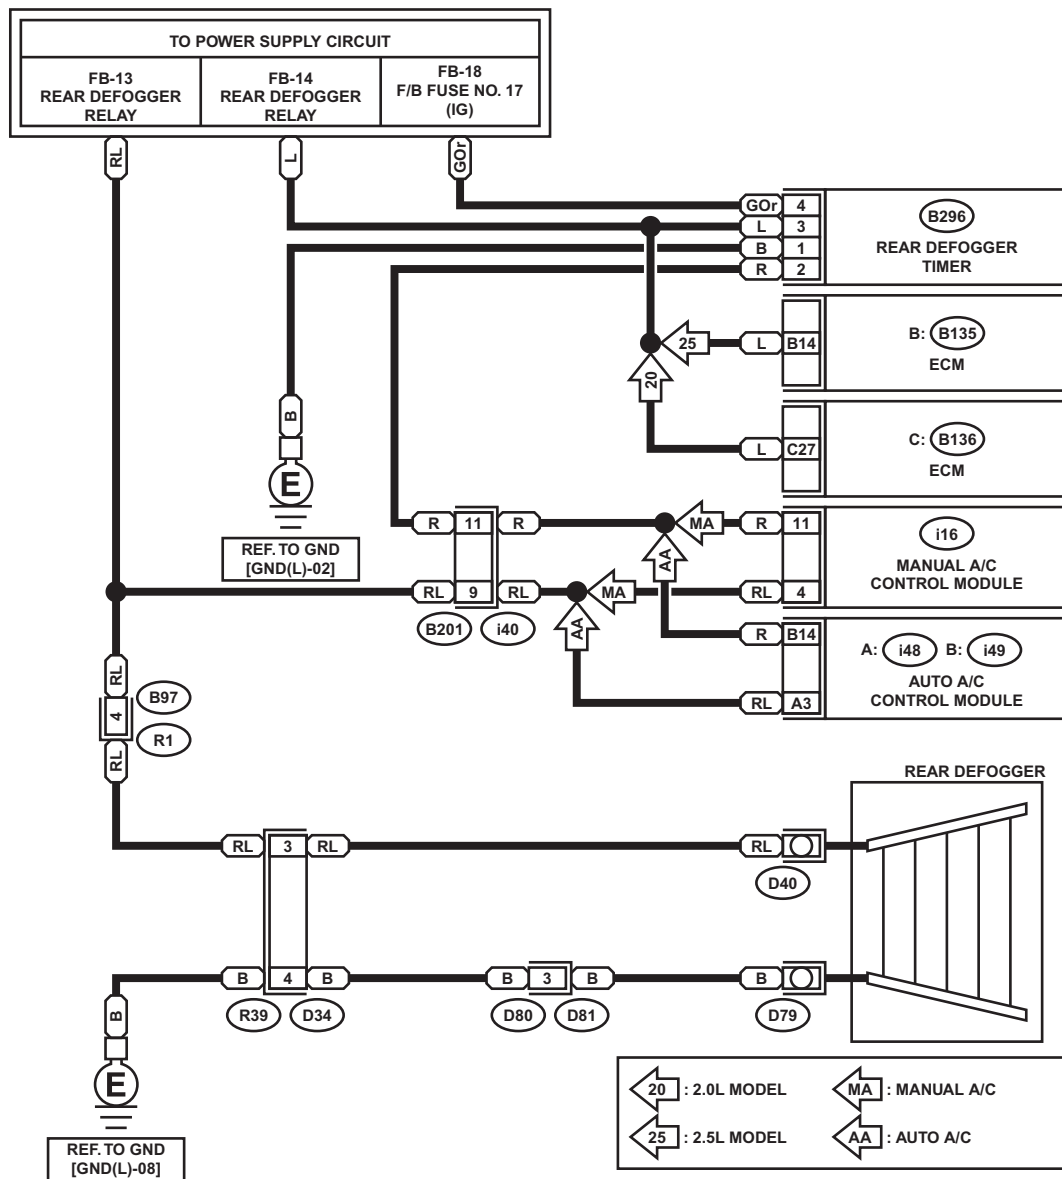 TO POWER SUPPLY CIRCUIT
FB-13
REAR DEFOGGER
RELAY
FB-14
REAR DEFOGGER
RELAY
FB-18
F/B FUSE NO. 17
(IG)
RL
L
GOr
GOr 4
L 3
B 1
R 2
B296
REAR DEFOGGER
TIMER
25
L B14
B: B135
ECM
20
L C27
C: B136
ECM
B
E
REF. TO GND
[GND(L)-02]
R 11 R
MA
R 11
i16
MANUAL A/C
CONTROL MODULE
AA
RL 9 RL
MA
RL 4
B201 i40
AA
R B14
A: i48 B: i49
AUTO A/C
CONTROL MODULE
RL A3
RL
B97
4
R1
RL
REAR DEFOGGER
RL 3 RL
RL
D40
B 4 B
B 3 B
B
R39 D34
D80 D81
D79
B
E
REF. TO GND
[GND(L)-08]
20 : 2.0L MODEL
MA : MANUAL A/C
25 : 2.5L MODEL
AA : AUTO A/C